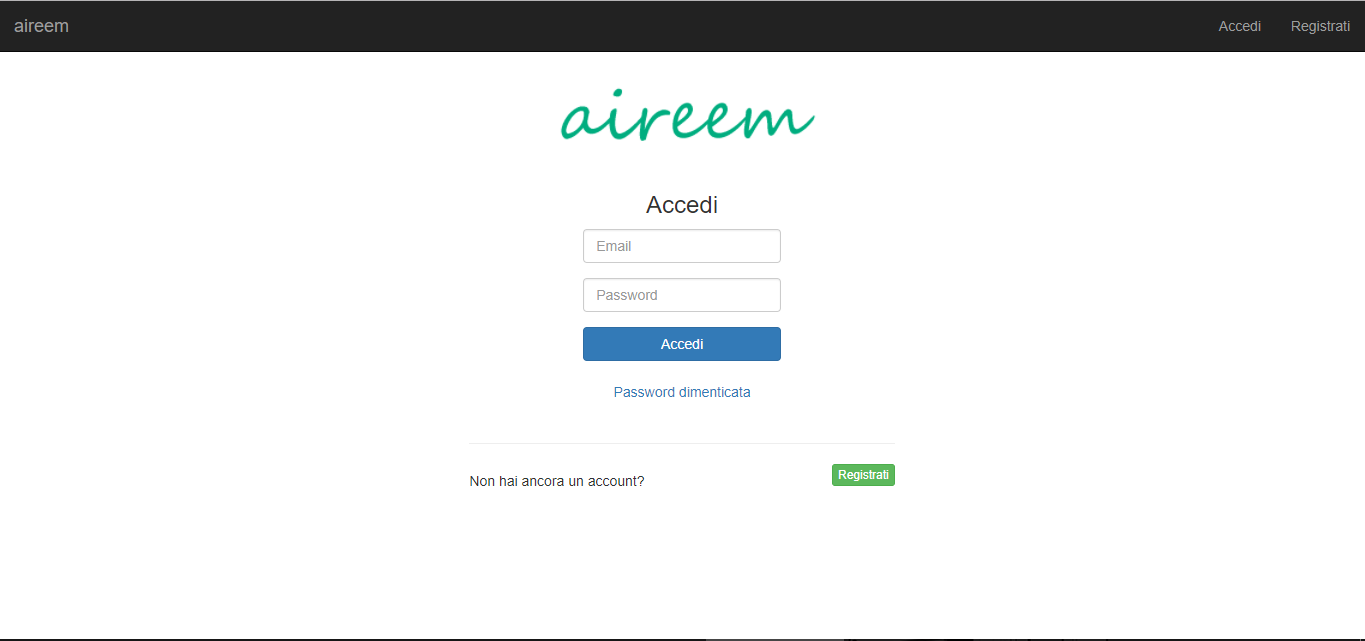 aireem Accedi Registrati
aireem
Accedi
Email
Password
Accedi
Password dimenticata
Non hai ancora un account? Registrati